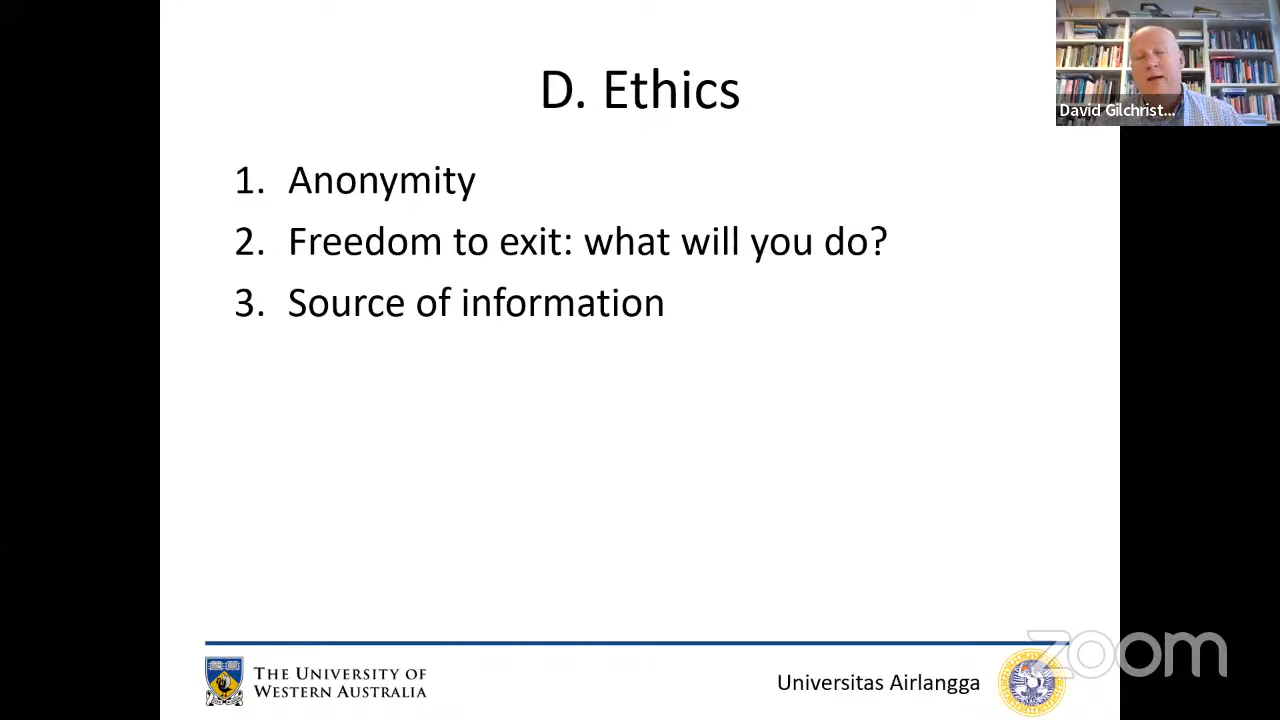 D. Ethics
David Gilchrist...
1. Anonymity
2. Freedom to exit: what will you do?
3. Source of information
THE UNIVERSITY OF
WESTERN AUSTRALIA
Universitas Airlangga
zoom